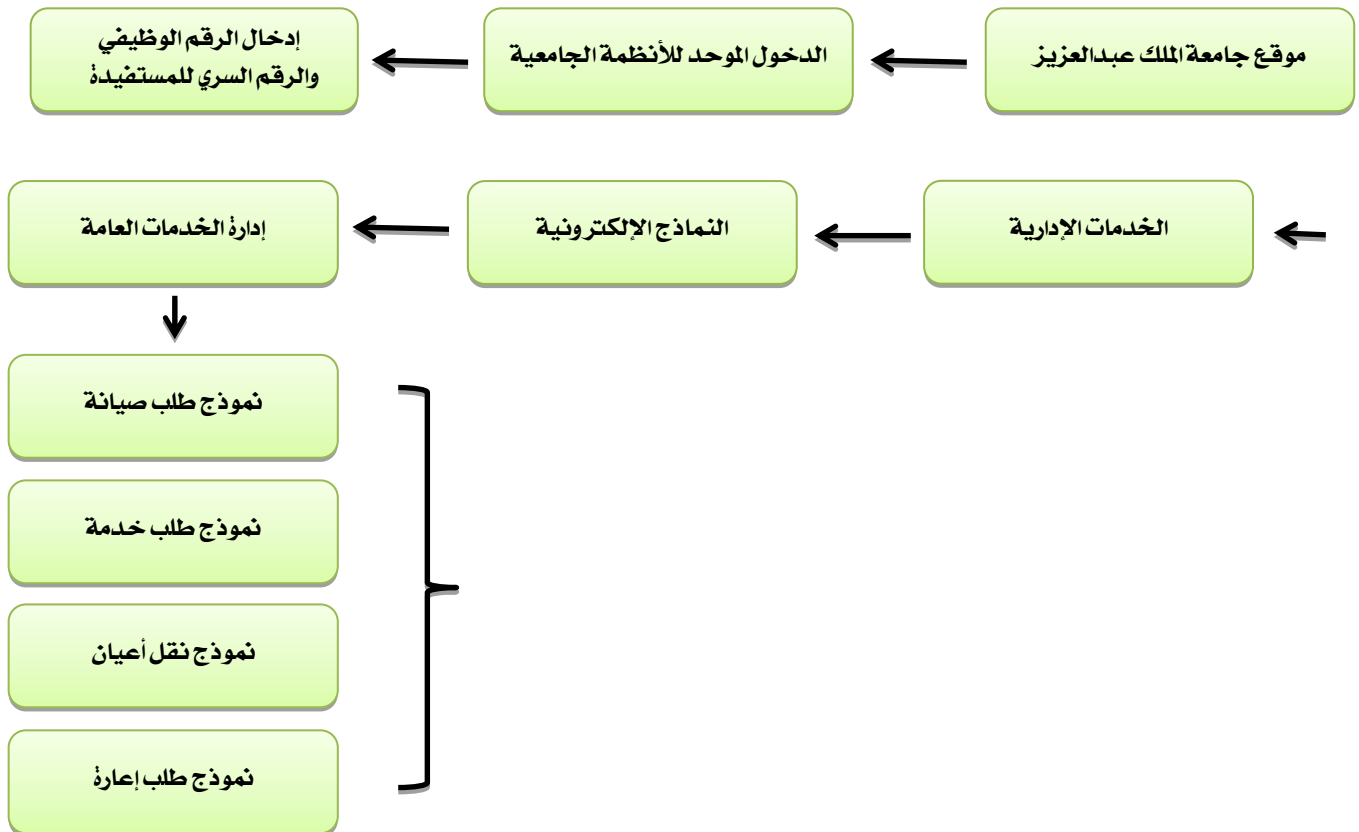 موقع جامعة الملك عبدالعزيز
الدخول الموحد للأنظمة الجامعية
إدخال الرقم الوظيفي
والرقم السري للمستفيدة
الخدمات الإدارية
النماذج الإلكترونية
إدارة الخدمات العامة
نموذج طلب صيانة
نموذج طلب خدمة
نموذج نقل أعيان
نموذج طلب إعارة